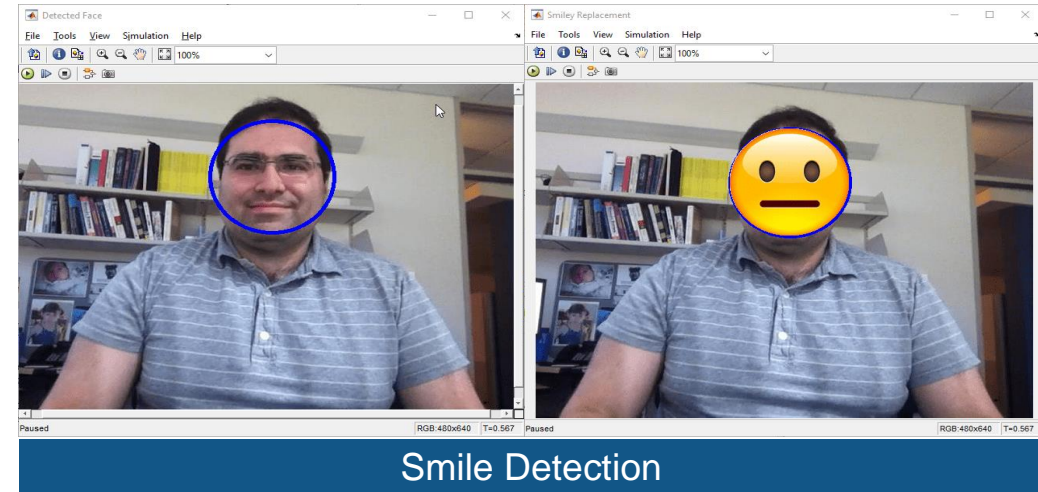 Detected Face
File Tools View Simulation Help
100%
Paused RGB:480x640 T=0.567
Smiley Replacement
File Tools View Simulation Help
100%
Paused RGB:480x640 T=0.567
Smile Detection